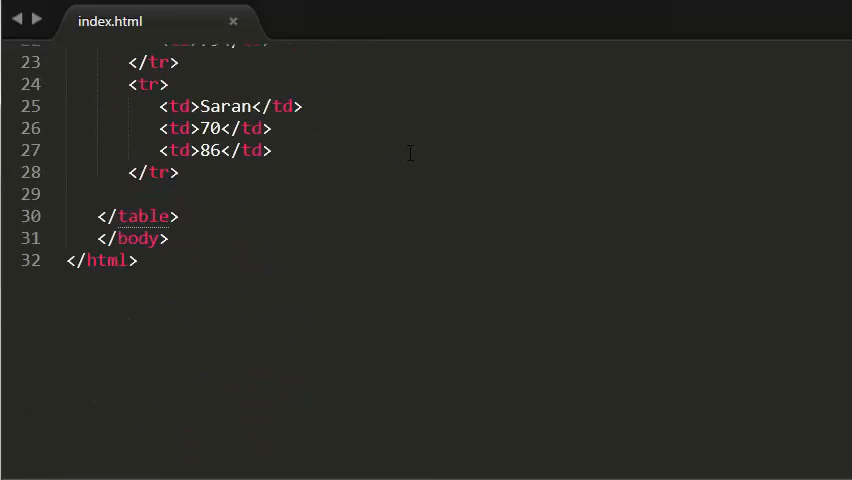 index.html ×
23 </tr>
24 <tr>
25 <td>Saran</td>
26 <td>70</td>
27 <td>86</td>
28 </tr>
29
30 </table>
31 </body>
32 </html>